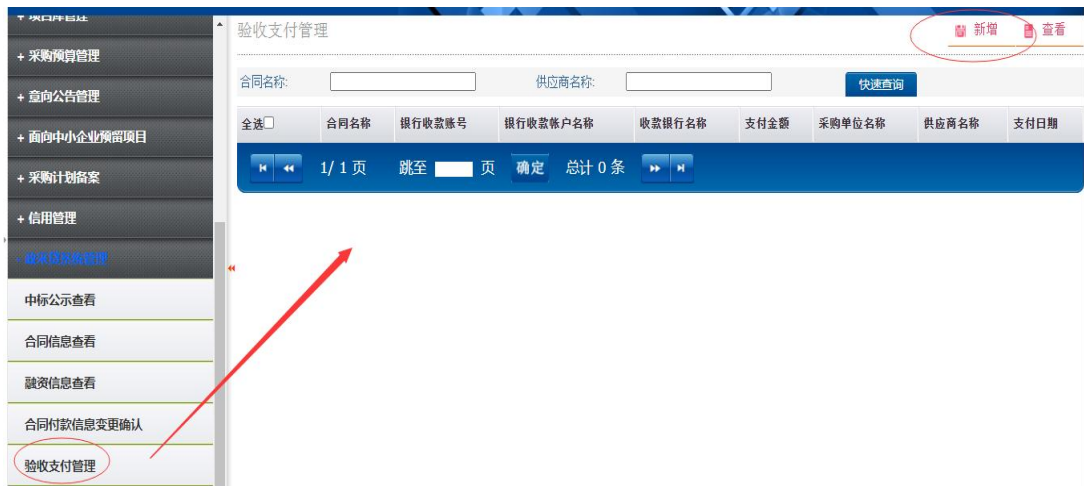 + 项目库管理
验收支付管理
新增
查看
+ 采购预算管理
合同名称:
供应商名称:
快速查询
+ 意向公告管理
全选 合同名称 银行收款账号 银行收款帐户名称 收款银行名称 支付金额 采购单位名称 供应商名称 支付日期
+ 面向中小企业预留项目
1/ 1 页 跳至 页 确定 总计 0 条
+ 采购计划备案
+ 信用管理
中标公示查看
合同信息查看
融资信息查看
合同付款信息变更确认
验收支付管理